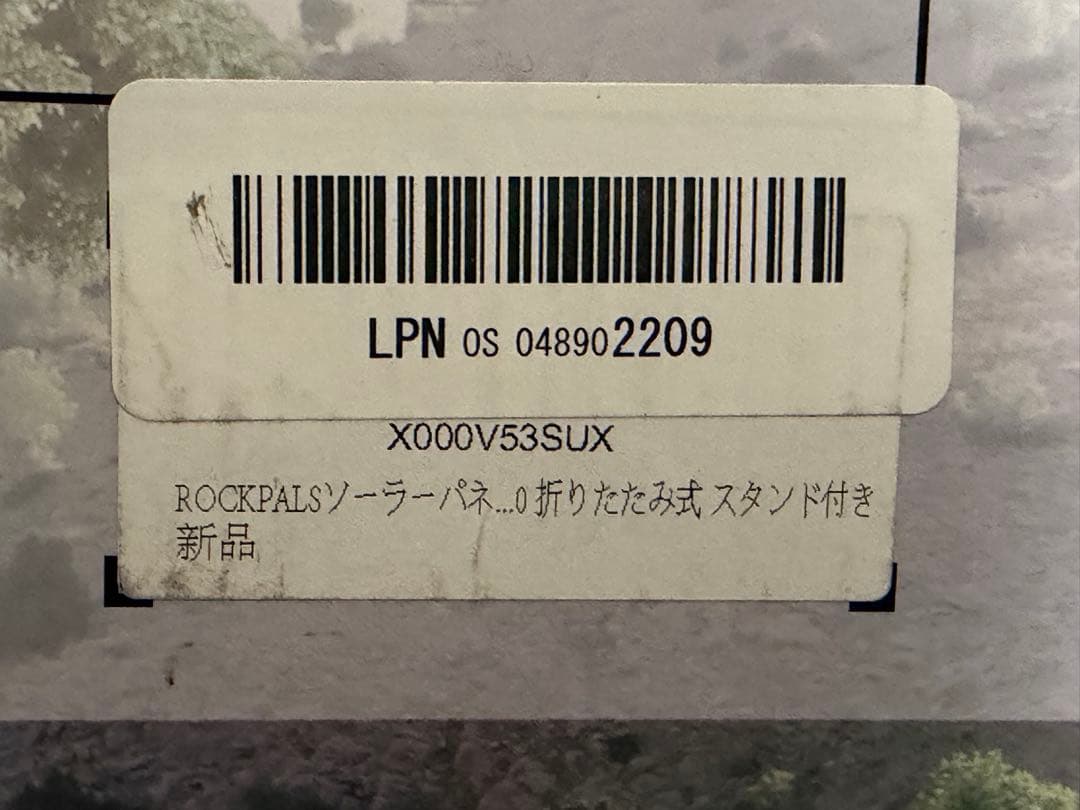 LPN OS 048902209
X000V53SUX
ROCKPALSソーラーパネ...0 折りたたみ式 スタンド付き
新品